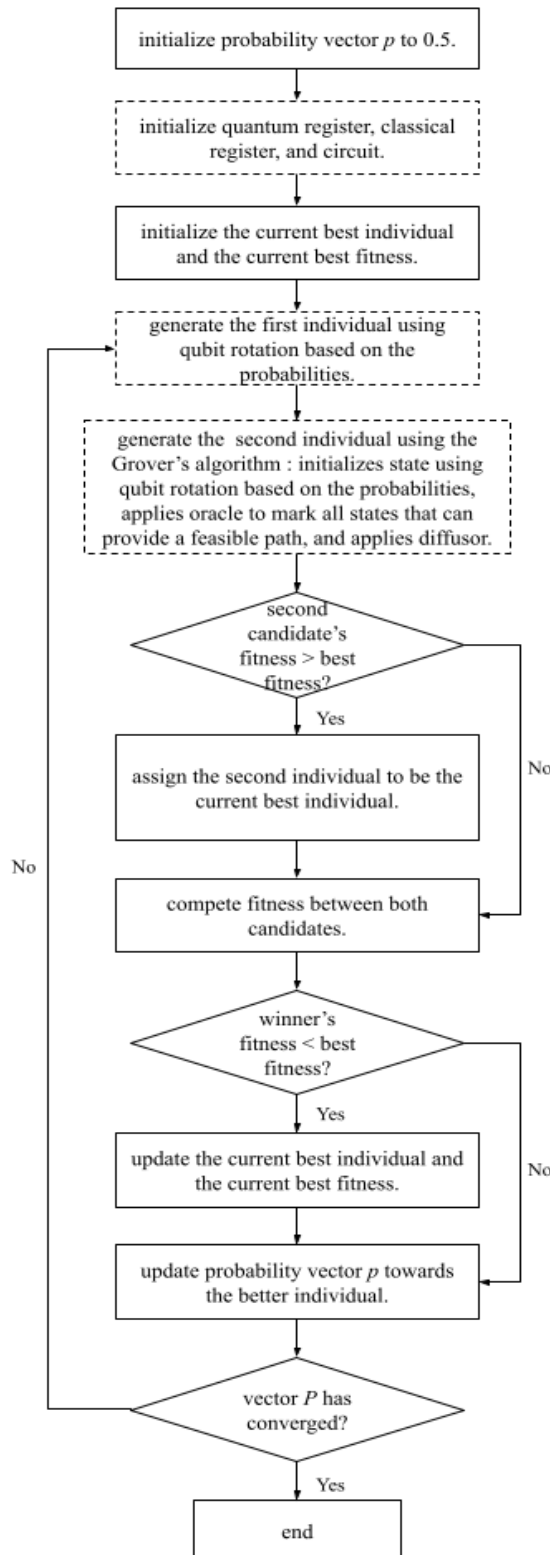 initialize probability vector p to 0.5.
initialize quantum register, classical
register, and circuit.
initialize the current best individual
and the current best fitness.
generate the first individual using
qubit rotation based on the
probabilities.
generate the  second individual using the
Grover's algorithm : initializes state using
qubit rotation based on the probabilities,
applies oracle to mark all states that can
provide a feasible path, and applies diffusor.
second
candidate's
fitness > best
fitness?
Yes
No
assign the second individual to be the
current best individual.
No
compete fitness between both
candidates.
winner's
fitness < best
fitness?
Yes
No
update the current best individual and
the current best fitness.
update probability vector p towards
the better individual.
vector P has
converged?
Yes
end